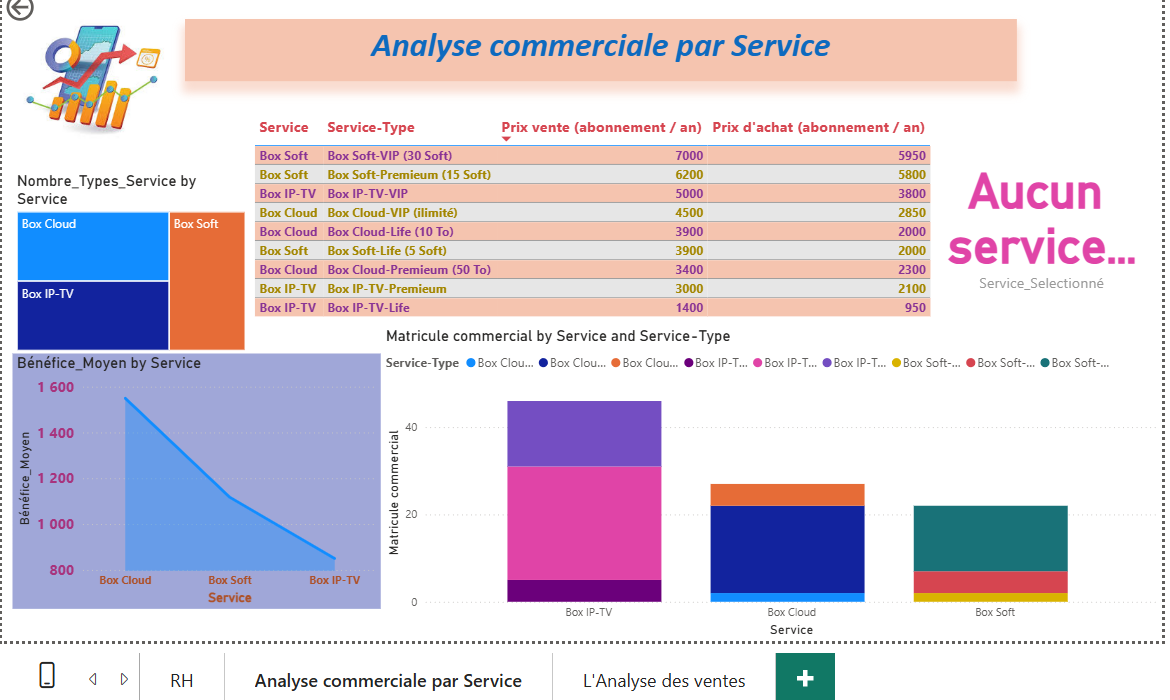 Analyse commerciale par Service
Service Service-Type Prix vente (abonnement / an) Prix d'achat (abonnement / an)
Box Soft Box Soft-VIP (30 Soft) 7000 5950
Box Soft Box Soft-Premieum (15 Soft) 6200 5800
Box IP-TV Box IP-TV-VIP 5000 3800
Box Cloud Box Cloud-VIP (ilimité) 4500 2850
Box Cloud Box Cloud-Life (10 To) 3900 2000
Box Soft Box Soft-Life (5 Soft) 3900 2000
Box Cloud Box Cloud-Premieum (50 To) 3400 2300
Box IP-TV Box IP-TV-Premium 3000 2100
Box IP-TV Box IP-TV-Life 1400 950
Aucun
service...
Service_Selectionné
Nombre_Types_Service by
Service
Box Cloud Box Soft
Box IP-TV
Bénéfice_Moyen by Service
1 600
1 400
1 200
1 000
800
Bénéfice_Moyen
Box Cloud Box Soft Box IP-TV
Service
Matricule commercial by Service and Service-Type
Service-Type Box Clou... Box Clou... Box Clou... Box IP-T... Box IP-T... Box IP-T... Box Soft-... Box Soft-... Box Soft-...
40
20
0
Matricule commercial
Box IP-TV Box Cloud Box Soft
Service
RH Analyse commerciale par Service L'Analyse des ventes +